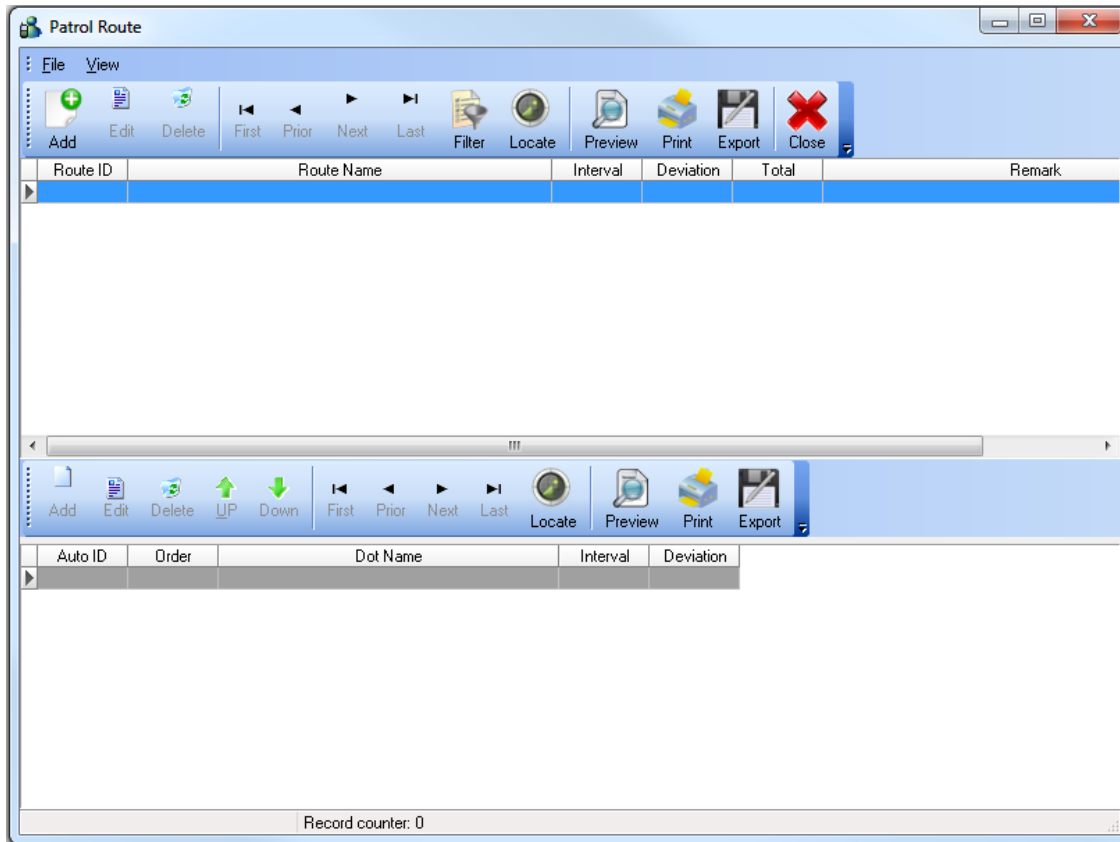 Patrol Route
File View
Add Edit Delete First Prior Next Last Filter Locate Preview Print Export Close
Route ID Route Name Interval Deviation Total Remark
Add Edit Delete UP Down First Prior Next Last Locate Preview Print Export
Auto ID Order Dot Name Interval Deviation
Record counter: 0